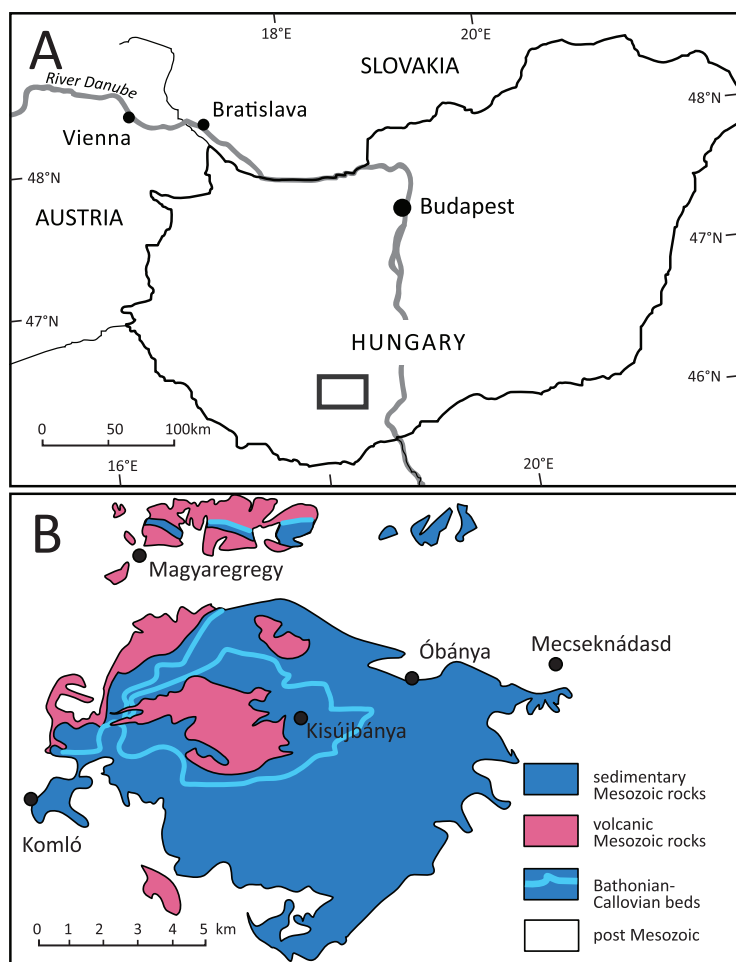 A
18°E
20°E
SLOVAKIA
River Danube
Bratislava
48°N
Vienna
48°N
AUSTRIA
Budapest
47°N
47°N
HUNGARY
46°N
0 50 100km
16°E
20°E
B
Magyaregregy
Óbánya
Mecseknádasd
Kisújbánya
Komló
sedimentary
Mesozoic rocks
volcanic
Mesozoic rocks
Bathonian-
Callovian beds
post Mesozoic
0 1 2 3 4 5 km